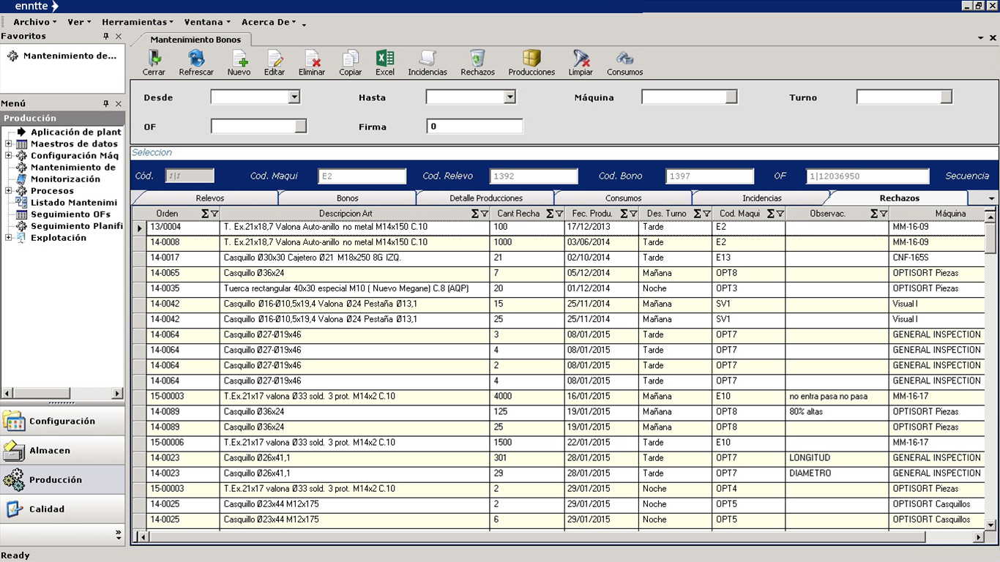 enntte
Archivo Ver Herramientas Ventana Acerca De
Favoritos
Mantenimiento de...
Mantenimiento Bonos
Cerrar Refrescar Nuevo Editar Eliminar Copiar Excel Incidencias Rechazos Producciones Limpiar Consumos
Desde Hasta Máquina Turno
OF Firma 0
Menú
Producción
Aplicación de plant
Maestros de datos
Configuración Máq
Mantenimiento de
Monitorización
Procesos
Listado Mantenimi
Seguimiento OFs
Seguimiento Planifi
Explotación
Configuración
Almacen
Producción
Calidad
Seleccion
Cód. 1|1 Cod. Maqui E2 Cod. Relevo 1392 Cod. Bono 1397 OF 1|12036950 Secuencia
Relevos Bonos Detalle Producciones Consumos Incidencias Rechazos
Orden Σ Descripcion Art Σ Cant Recha Σ Fec. Produ. Σ Des. Turno Σ Cod. Maqui Σ Observac. Σ Máquina
13/0004 T. Ex.21x18,7 Valona Auto-anillo no metal M14x150 C.10 100 17/12/2013 Tarde E2 MM-16-09
14-0008 T. Ex.21x18,7 Valona Auto-anillo no metal M14x150 C.10 1000 03/06/2014 Tarde E2 MM-16-09
14-0017 Casquillo Ø30x30 Cajetero Ø21 M18x250 8G IZQ. 21 02/10/2014 Tarde E13 CNF-165S
14-0065 Casquillo Ø36x24 7 05/12/2014 Mañana OPT8 OPTISORT Piezas
14-0035 Tuerca rectangular 40x30 especial M10 ( Nuevo Megane) C.8 (AQP) 20 01/12/2014 Noche OPT3 OPTISORT Piezas
14-0042 Casquillo Ø16-Ø10,5x19,4 Valona Ø24 Pestaña Ø13,1 15 25/11/2014 Mañana SV1 Visual I
14-0042 Casquillo Ø16-Ø10,5x19,4 Valona Ø24 Pestaña Ø13,1 25 25/11/2014 Mañana SV1 Visual I
14-0064 Casquillo Ø27-Ø19x46 3 08/01/2015 Tarde OPT7 GENERAL INSPECTION
14-0064 Casquillo Ø27-Ø19x46 4 08/01/2015 Tarde OPT7 GENERAL INSPECTION
14-0064 Casquillo Ø27-Ø19x46 2 08/01/2015 Tarde OPT7 GENERAL INSPECTION
14-0064 Casquillo Ø27-Ø19x46 4 08/01/2015 Tarde OPT7 GENERAL INSPECTION
15-00003 T.Ex.21x17 valona Ø33 sold. 3 prot. M14x2 C.10 4000 16/01/2015 Mañana E10 no entra pasa no pasa MM-16-17
14-0089 Casquillo Ø36x24 125 19/01/2015 Mañana OPT8 80% altas OPTISORT Piezas
14-0089 Casquillo Ø36x24 25 19/01/2015 Mañana OPT8 OPTISORT Piezas
15-00006 T.Ex.21x17 valona Ø33 sold. 3 prot. M14x2 C.10 1500 22/01/2015 Tarde E10 MM-16-17
14-0023 Casquillo Ø26x41,1 301 28/01/2015 Tarde OPT7 LONGITUD GENERAL INSPECTION
14-0023 Casquillo Ø26x41,1 29 28/01/2015 Tarde OPT7 DIAMETRO GENERAL INSPECTION
15-00003 T.Ex.21x17 valona Ø33 sold. 3 prot. M14x2 C.10 2 29/01/2015 Noche OPT4 OPTISORT Piezas
14-0025 Casquillo Ø23x44 M12x175 2 29/01/2015 Noche OPT5 OPTISORT Casquillos
14-0025 Casquillo Ø23x44 M12x175 6 29/01/2015 Noche OPT5 OPTISORT Casquillos
Ready